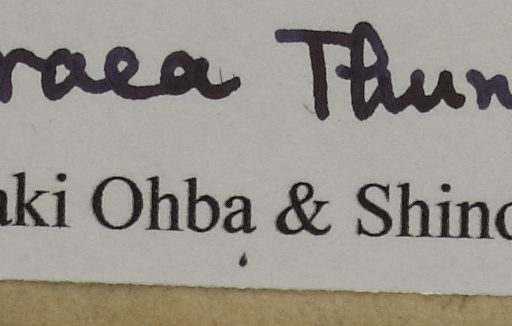 raea Thun
aki Ohba & Shino